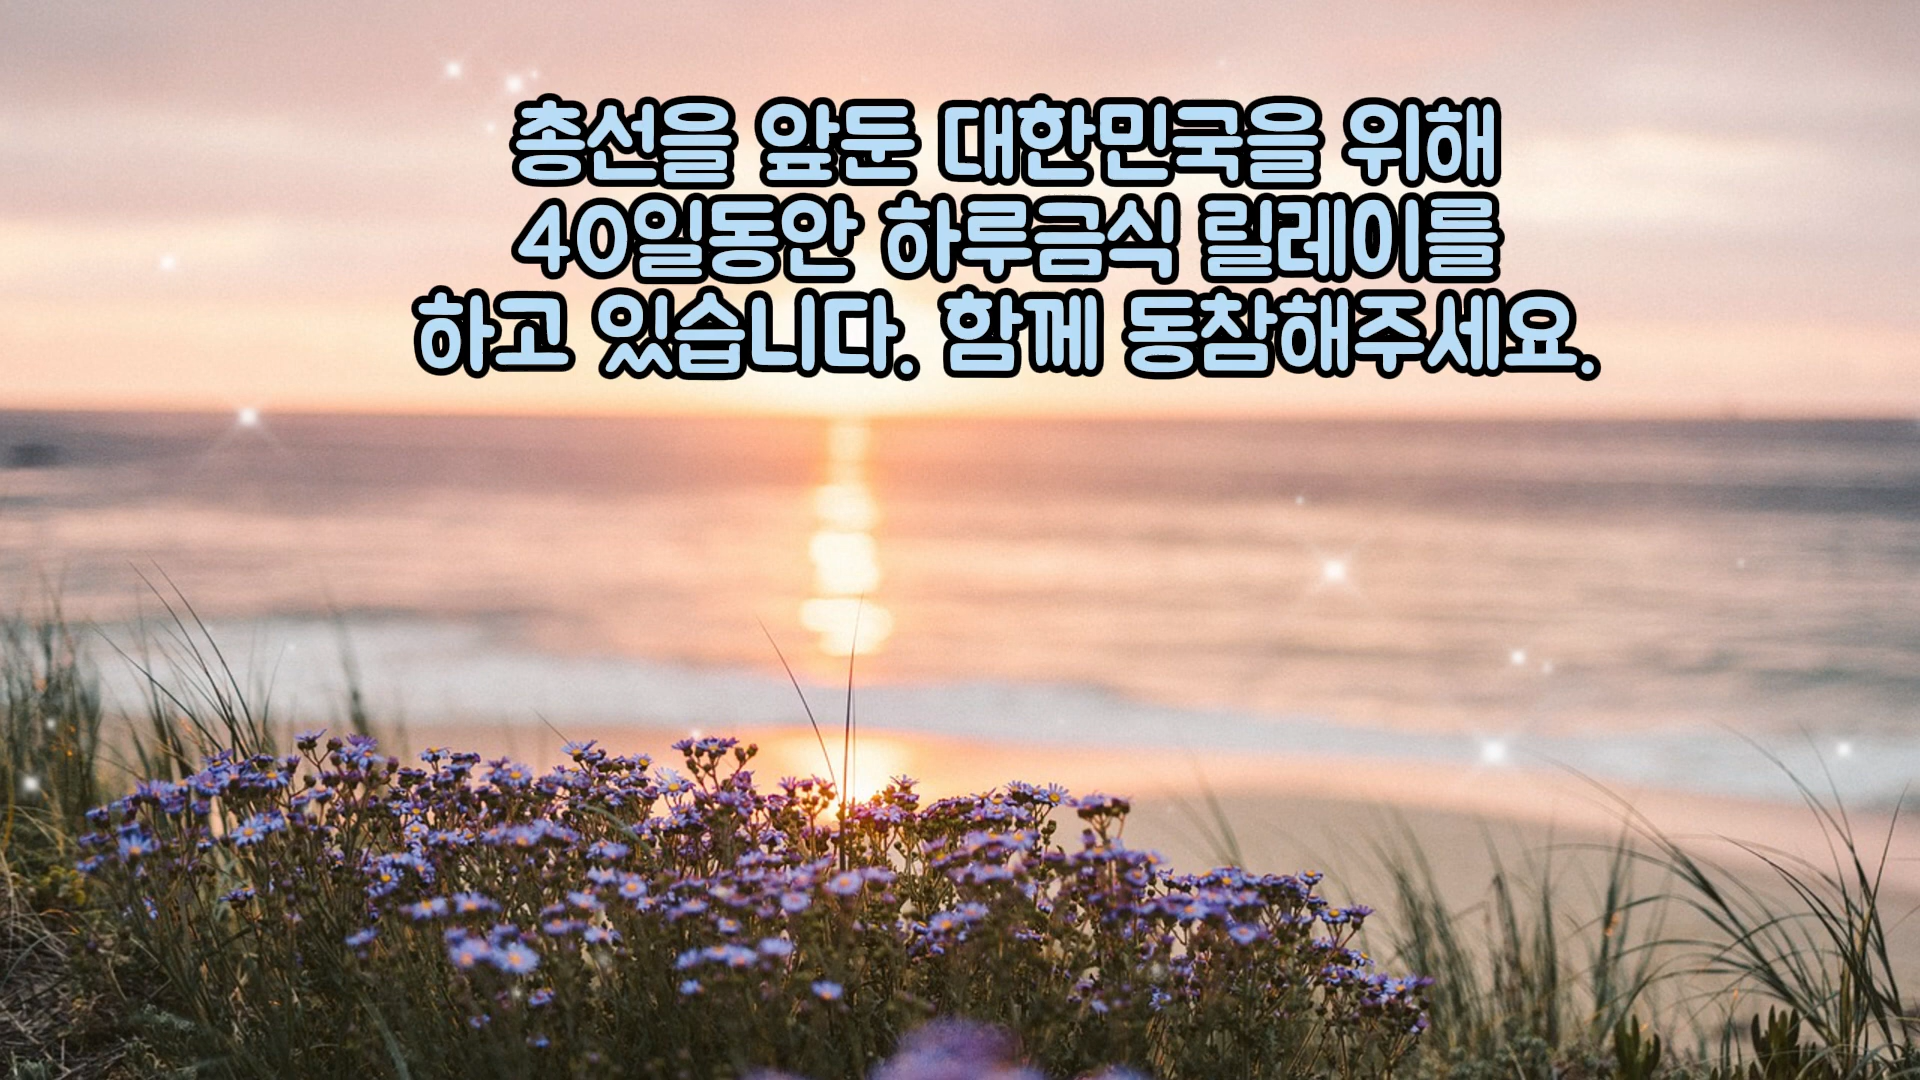 총선을 앞둔 대한민국을 위해
40일동안 하루금식 릴레이를
하고 있습니다. 함께 동참해주세요.